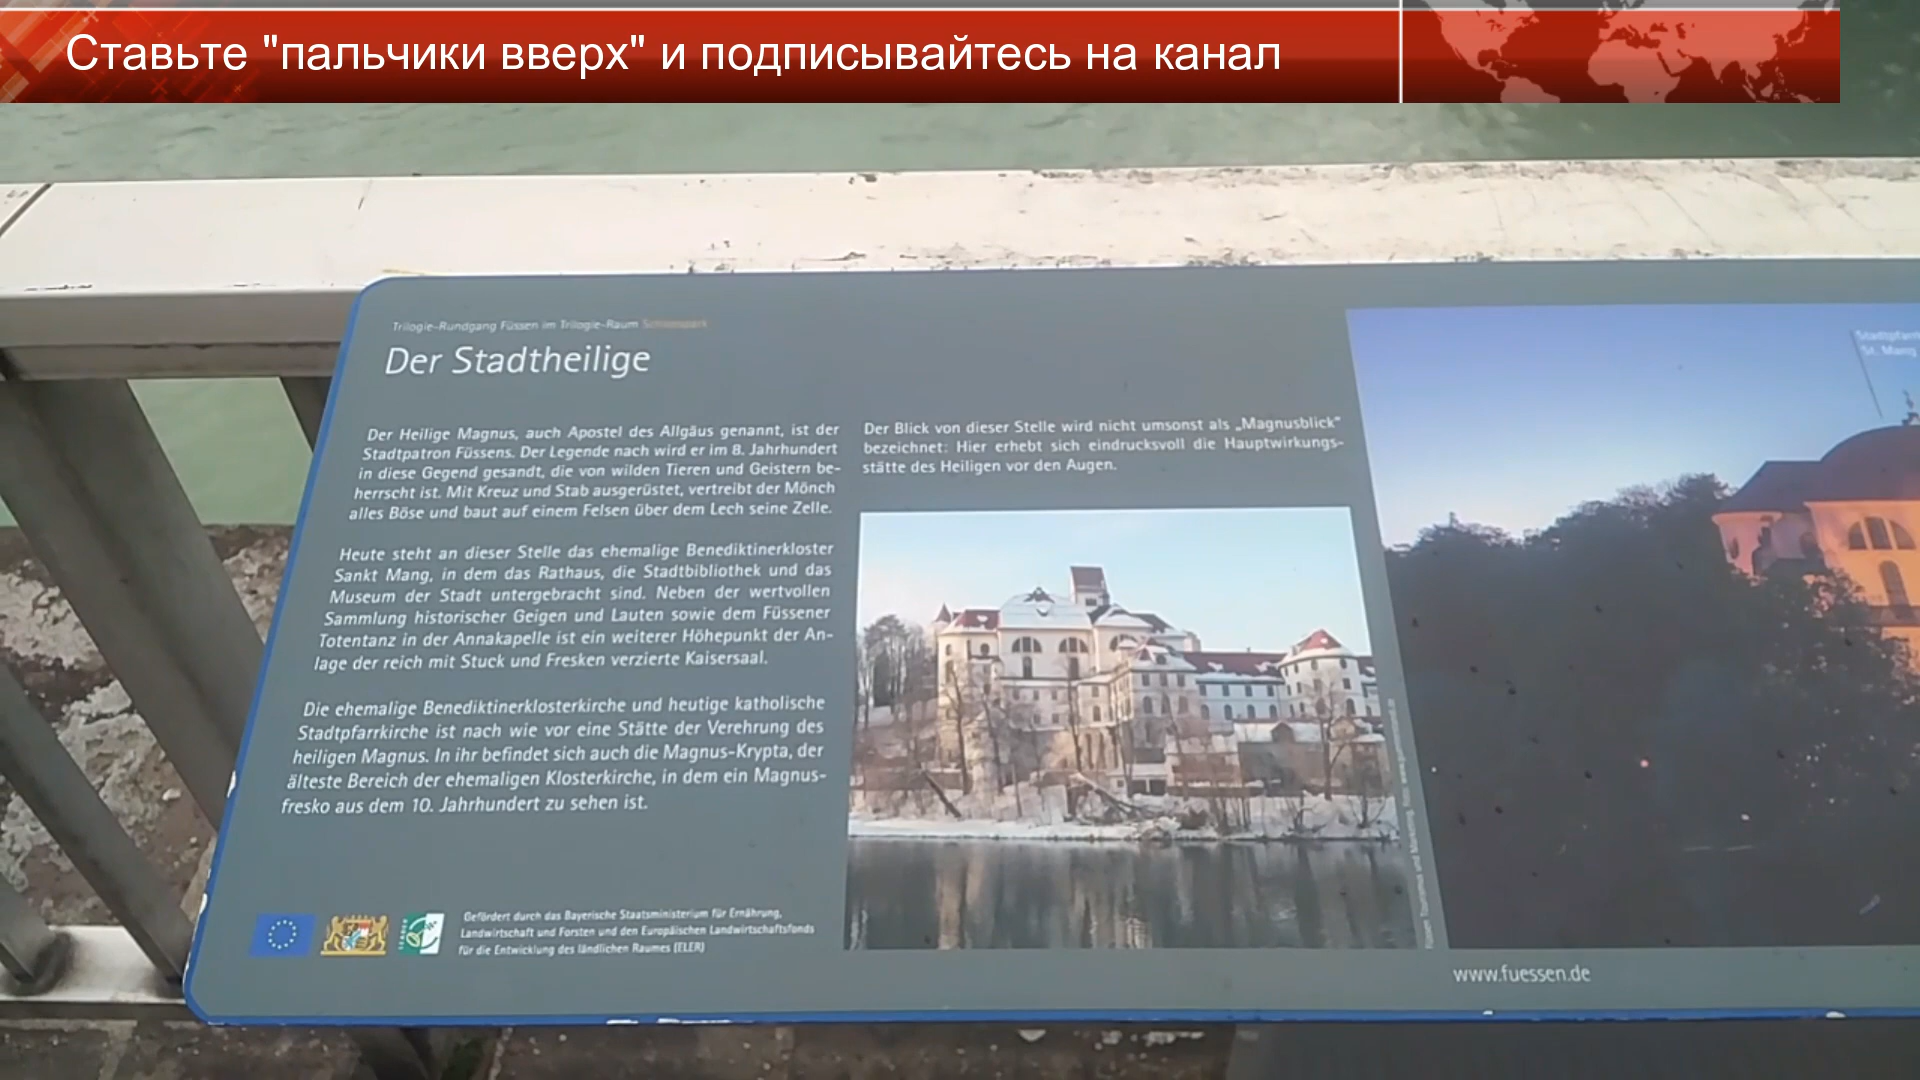 Ставьте "пальчики вверх" и подписывайтесь на канал
Trilogie-Rundgang Füssen im Trilogie-Raum
Der Stadtheilige
Der Heilige Magnus, auch Apostel des Allgäus genannt, ist der
Stadtpatron Füssens. Der Legende nach wird er im 8. Jahrhundert
in diese Gegend gesandt, die von wilden Tieren und Geistern be-
herrscht ist. Mit Kreuz und Stab ausgerüstet, vertreibt der Mönch
alles Böse und baut auf einem Felsen über dem Lech seine Zelle.
Heute steht an dieser Stelle das ehemalige Benediktinerkloster
Sankt Mang, in dem das Rathaus, die Stadtbibliothek und das
Museum der Stadt untergebracht sind. Neben der wertvollen
Sammlung historischer Geigen und Lauten sowie dem Füssener
Totentanz in der Annakapelle ist ein weiterer Höhepunkt der An-
lage der reich mit Stuck und Fresken verzierte Kaisersaal.
Die ehemalige Benediktinerklosterkirche und heutige katholische
Stadtpfarrkirche ist nach wie vor eine Stätte der Verehrung des
heiligen Magnus. In ihr befindet sich auch die Magnus-Krypta, der
älteste Bereich der ehemaligen Klosterkirche, in dem ein Magnus-
fresko aus dem 10. Jahrhundert zu sehen ist.
Der Blick von dieser Stelle wird nicht umsonst als „Magnusblick"
bezeichnet: Hier erhebt sich eindrucksvoll die Hauptwirkungs-
stätte des Heiligen vor den Augen.
St. Mang
Gefördert durch das Bayerische Staatsministerium für Ernährung,
Landwirtschaft und Forsten und den Europäischen Landwirtschaftsfonds
für die Entwicklung des ländlichen Raumes (ELER)
www.fuessen.de